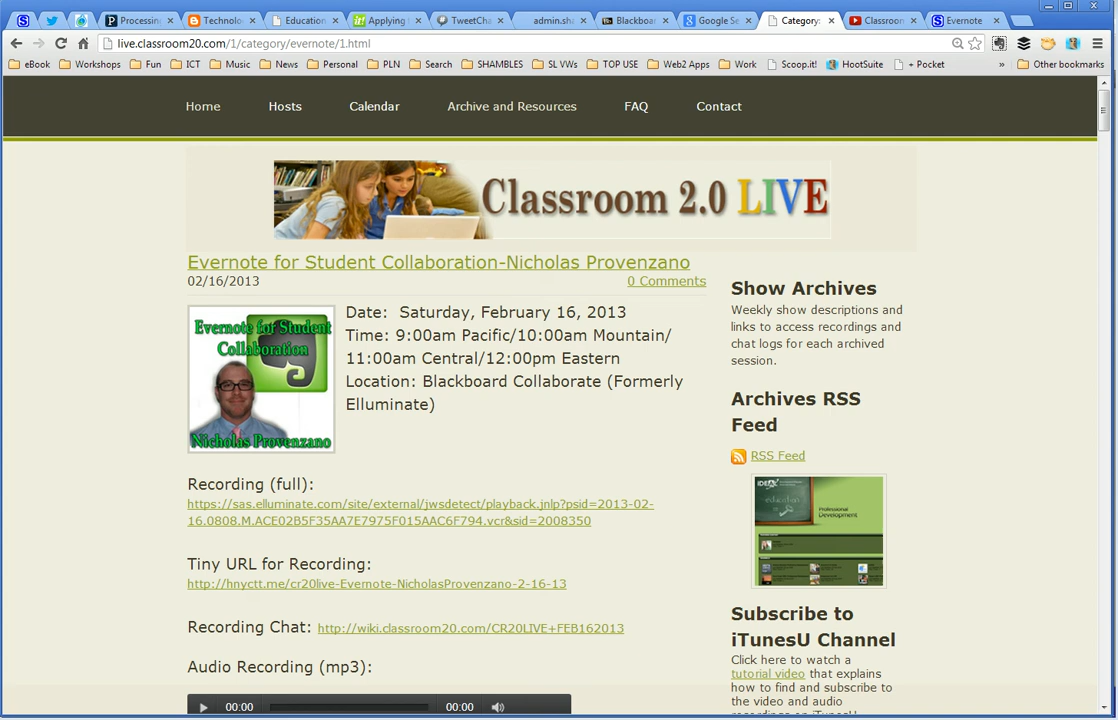 Processing
Technolo
Education
Applying
TweetCha
admin.sha
Blackboar
Google Se
Category:
Classroom
Evernote
live.classroom20.com/1/category/evernote/1.html
eBook Workshops Fun ICT Music News Personal PLN Search SHAMBLES SL VWs TOP USE Web2 Apps Work Scoop.it! HootSuite + Pocket » Other bookmarks
Home Hosts Calendar Archive and Resources FAQ Contact
Classroom 2.0 LIVE
Evernote for Student Collaboration-Nicholas Provenzano
02/16/2013 0 Comments
Evernote for Student
Collaboration
Nicholas Provenzano
Date: Saturday, February 16, 2013
Time: 9:00am Pacific/10:00am Mountain/
11:00am Central/12:00pm Eastern
Location: Blackboard Collaborate (Formerly
Elluminate)
Recording (full):
https://sas.elluminate.com/site/external/jwsdetect/playback.jnlp?psid=2013-02-
16.0808.M.ACE02B5F35AA7E7975F015AAC6F794.vcr&sid=2008350
Tiny URL for Recording:
http://hnyctt.me/cr20live-Evernote-NicholasProvenzano-2-16-13
Recording Chat: http://wiki.classroom20.com/CR20LIVE+FEB162013
Audio Recording (mp3):
00:00 00:00
Show Archives
Weekly show descriptions and
links to access recordings and
chat logs for each archived
session.
Archives RSS
Feed
RSS Feed
education
Professional
Development
Subscribe to
iTunesU Channel
Click here to watch a
tutorial video that explains
how to find and subscribe to
the video and audio
recordings on iTunesU